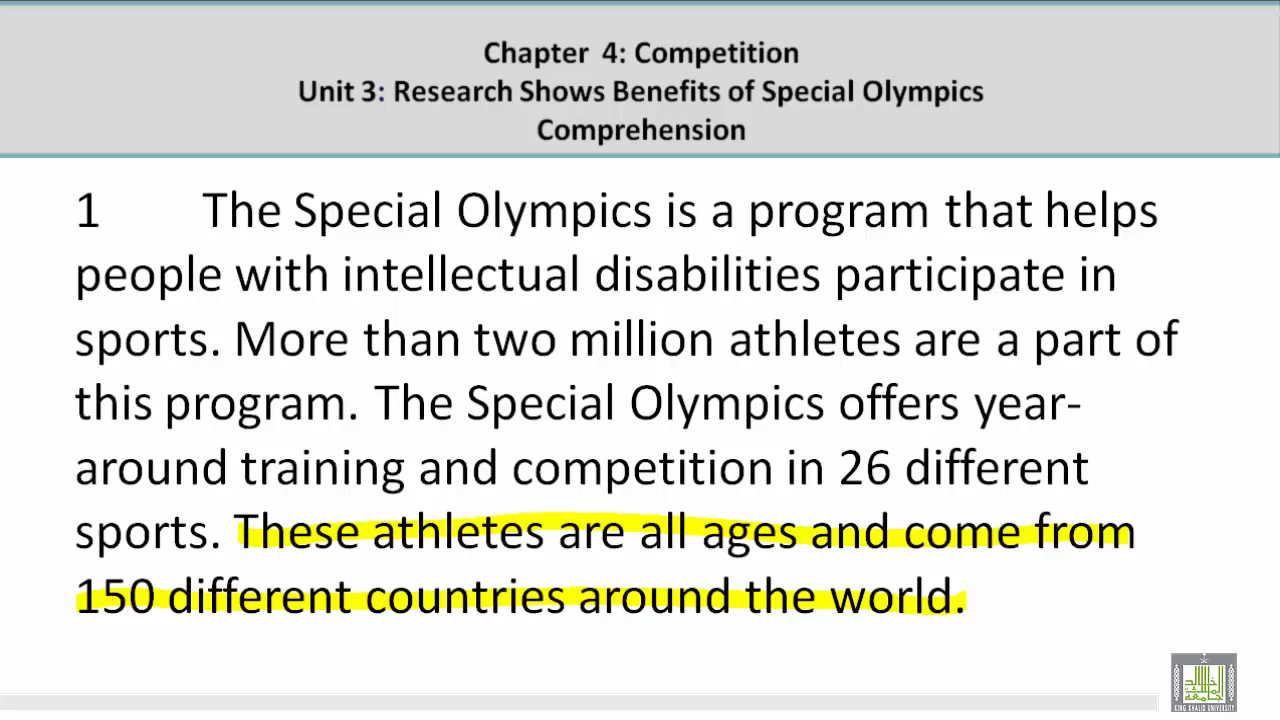 Chapter 4: Competition
Unit 3: Research Shows Benefits of Special Olympics
Comprehension
1 The Special Olympics is a program that helps
people with intellectual disabilities participate in
sports. More than two million athletes are a part of
this program. The Special Olympics offers year-
around training and competition in 26 different
sports. These athletes are all ages and come from
150 different countries around the world.
KING KHALID UNIVERSITY